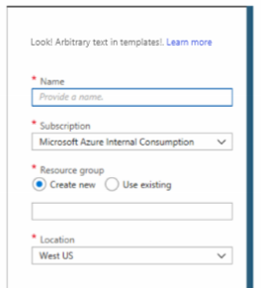 Look! Arbitrary text in templates!. Learn more
* Name
Provide a name.
* Subscription
Microsoft Azure Internal Consumption
* Resource group
Create new Use existing
* Location
West US